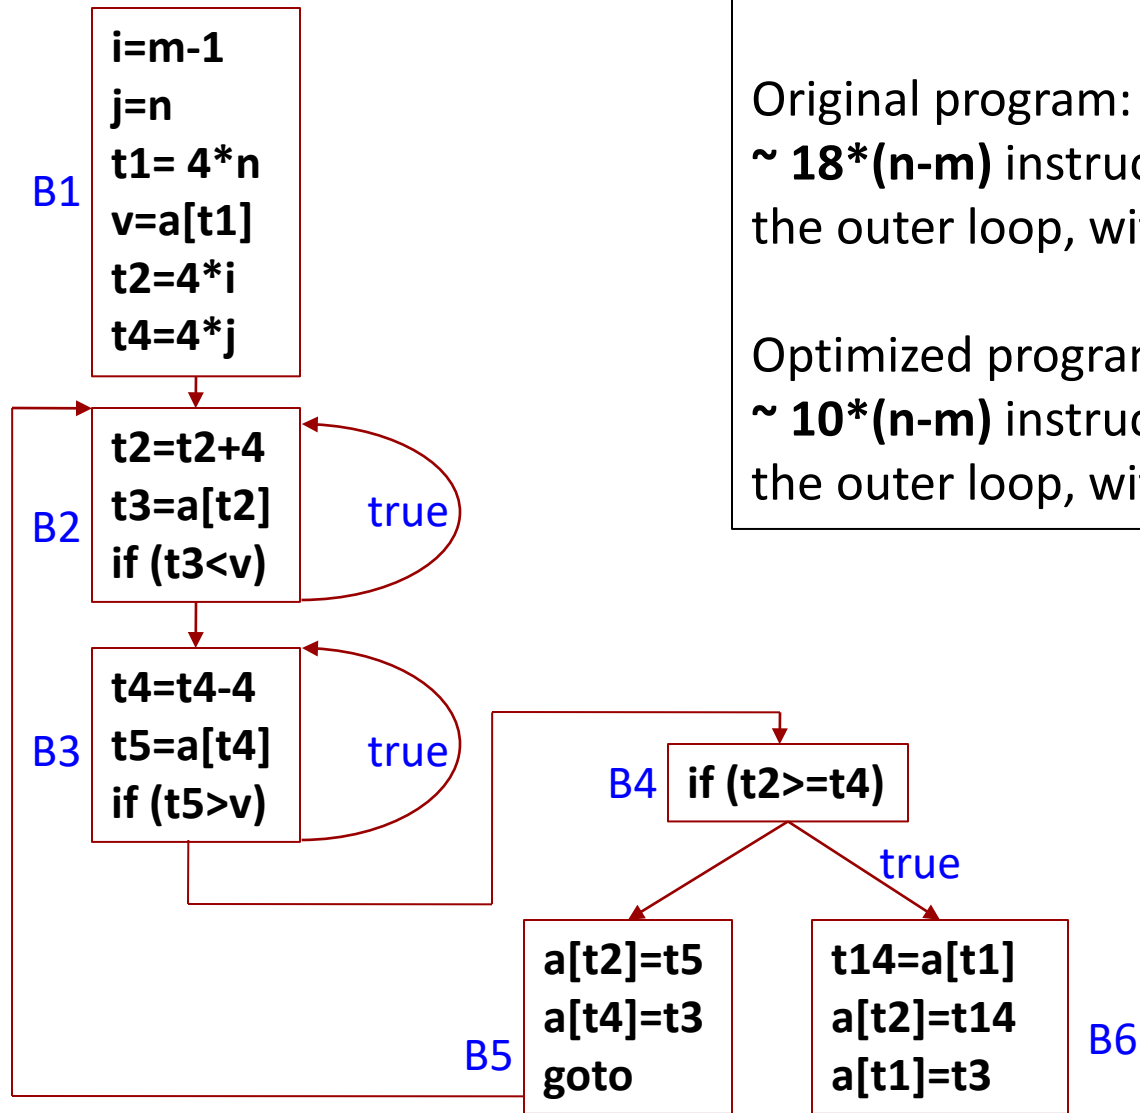 B1
i=m-1
j=n
t1= 4*n
v=a[t1]
t2=4*i
t4=4*j
Original program:
~ 18*(n-m)
the outer loop,
Optimized
~ 10*(n-m)
the outer loop,
B2
t2=t2+4
t3=a[t2]
if (t3<v)
true
B3
t4=t4-4
t5=a[t4]
if (t5>v)
true
B4
if (t2>=t4)
true
B5
a[t2]=t5
a[t4]=t3
goto
t14=a[t1]
a[t2]=t14
a[t1]=t3
B6